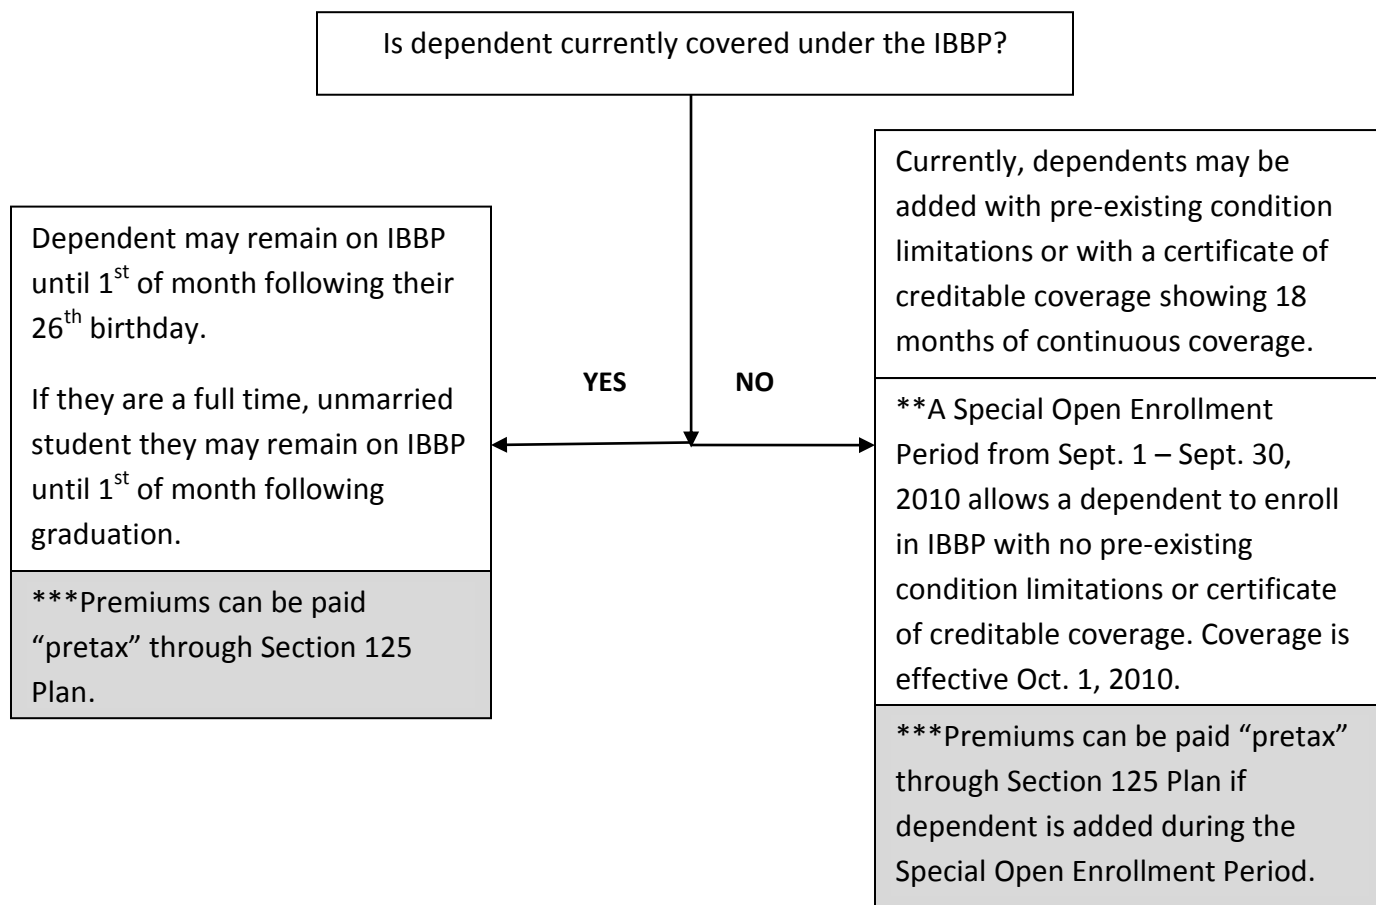 Is dependent currently covered under the IBBP?
Dependent may remain on IBBP
until 1st of month following their
26th birthday.
If they are a full time, unmarried
student they may remain on IBBP
until 1st of month following
graduation.
***Premiums can be paid
“pretax” through Section 125
Plan.
YES
NO
Currently, dependents may be
added with pre-existing condition
limitations or with a certificate of
creditable coverage showing 18
months of continuous coverage.
**A Special Open Enrollment
Period from Sept. 1 – Sept. 30,
2010 allows a dependent to enroll
in IBBP with no pre-existing
condition limitations or certificate
of creditable coverage. Coverage is
effective Oct. 1, 2010.
***Premiums can be paid “pretax”
through Section 125 Plan if
dependent is added during the
Special Open Enrollment Period.